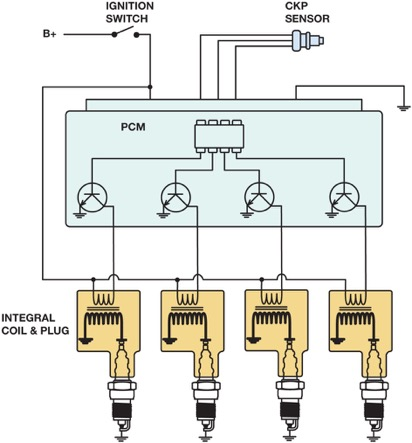 IGNITION
SWITCH
CKP
SENSOR
B+
PCM
INTEGRAL
COIL & PLUG